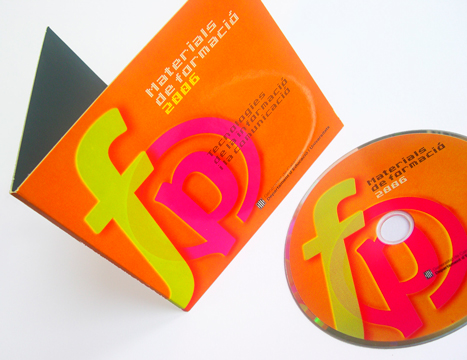 Materials
de formació
2006
Tecnologies
de la informació
i la comunicació
fp
Materials
de formació
2006
fp